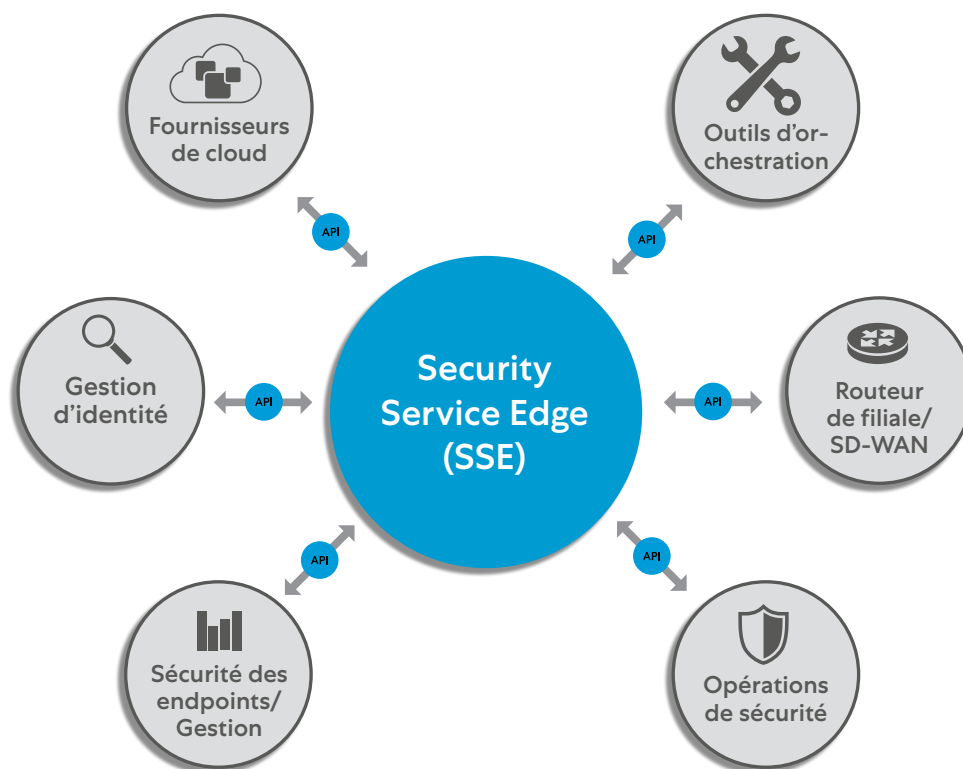 Fournisseurs
de cloud
Outils d'or-
chestration
API
API
Security
Service Edge
(SSE)
Gestion
d'identité
API
API
Routeur
de filiale/
SD-WAN
API
API
Sécurité des
endpoints/
Gestion
Opérations
de sécurité